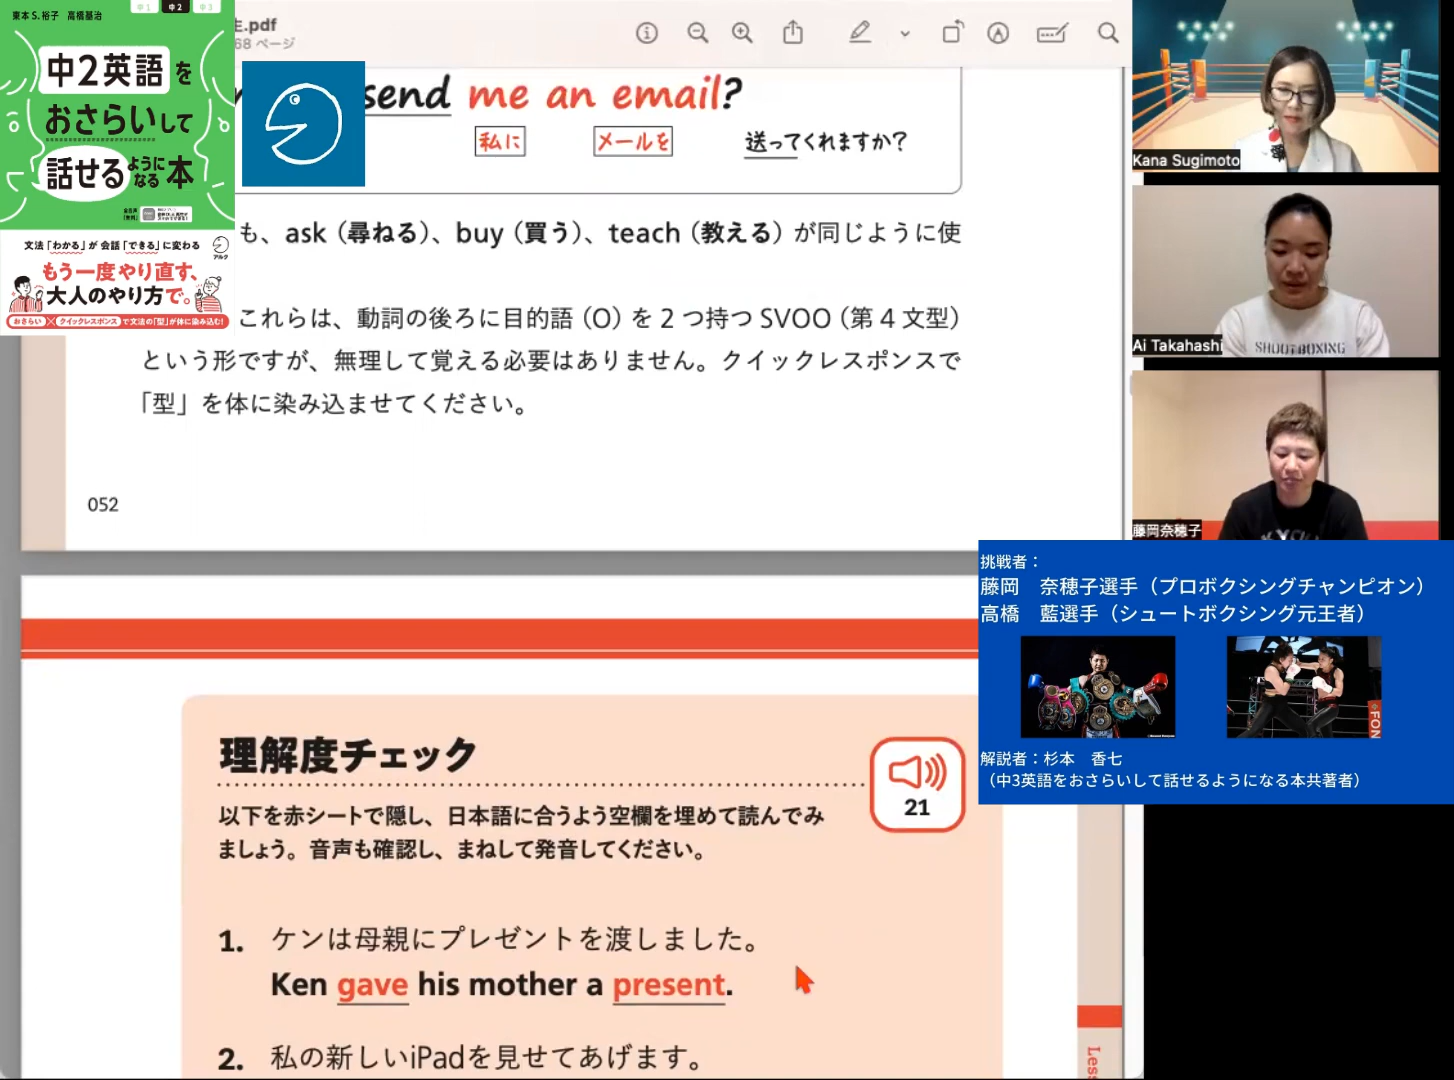 東本S.裕子 高橋基治
中1 中2 中3
中2英語を
おさらいして
話せるようになる本
文法「わかる」が会話「できる」に変わる
アルク
もう一度やり直す、
大人のやり方で。
おさらい×クイックレスポンスで文法の「型」が体に染み込む!
.pdf
68 ページ
send me an email?
私に メールを 送ってくれますか?
も、ask（尋ねる）、buy（買う）、teach（教える）が同じように使
これらは、動詞の後ろに目的語（O）を2つ持つ SVOO（第4文型）
という形ですが、無理して覚える必要はありません。クイックレスポンスで
「型」を体に染み込ませてください。
052
理解度チェック
21
以下を赤シートで隠し、日本語に合うよう空欄を埋めて読んでみ
ましょう。音声も確認し、まねして発音してください。
1. ケンは母親にプレゼントを渡しました。
Ken gave his mother a present.
2. 私の新しいiPadを見せてあげます。
Less
Kana Sugimoto
Ai Takahashi
SHOOTBOXING
藤岡奈穂子
挑戦者：
藤岡 奈穂子選手（プロボクシングチャンピオン）
高橋 藍選手（シュートボクシング元王者）
解説者：杉本 香七
（中3英語をおさらいして話せるようになる本共著者）